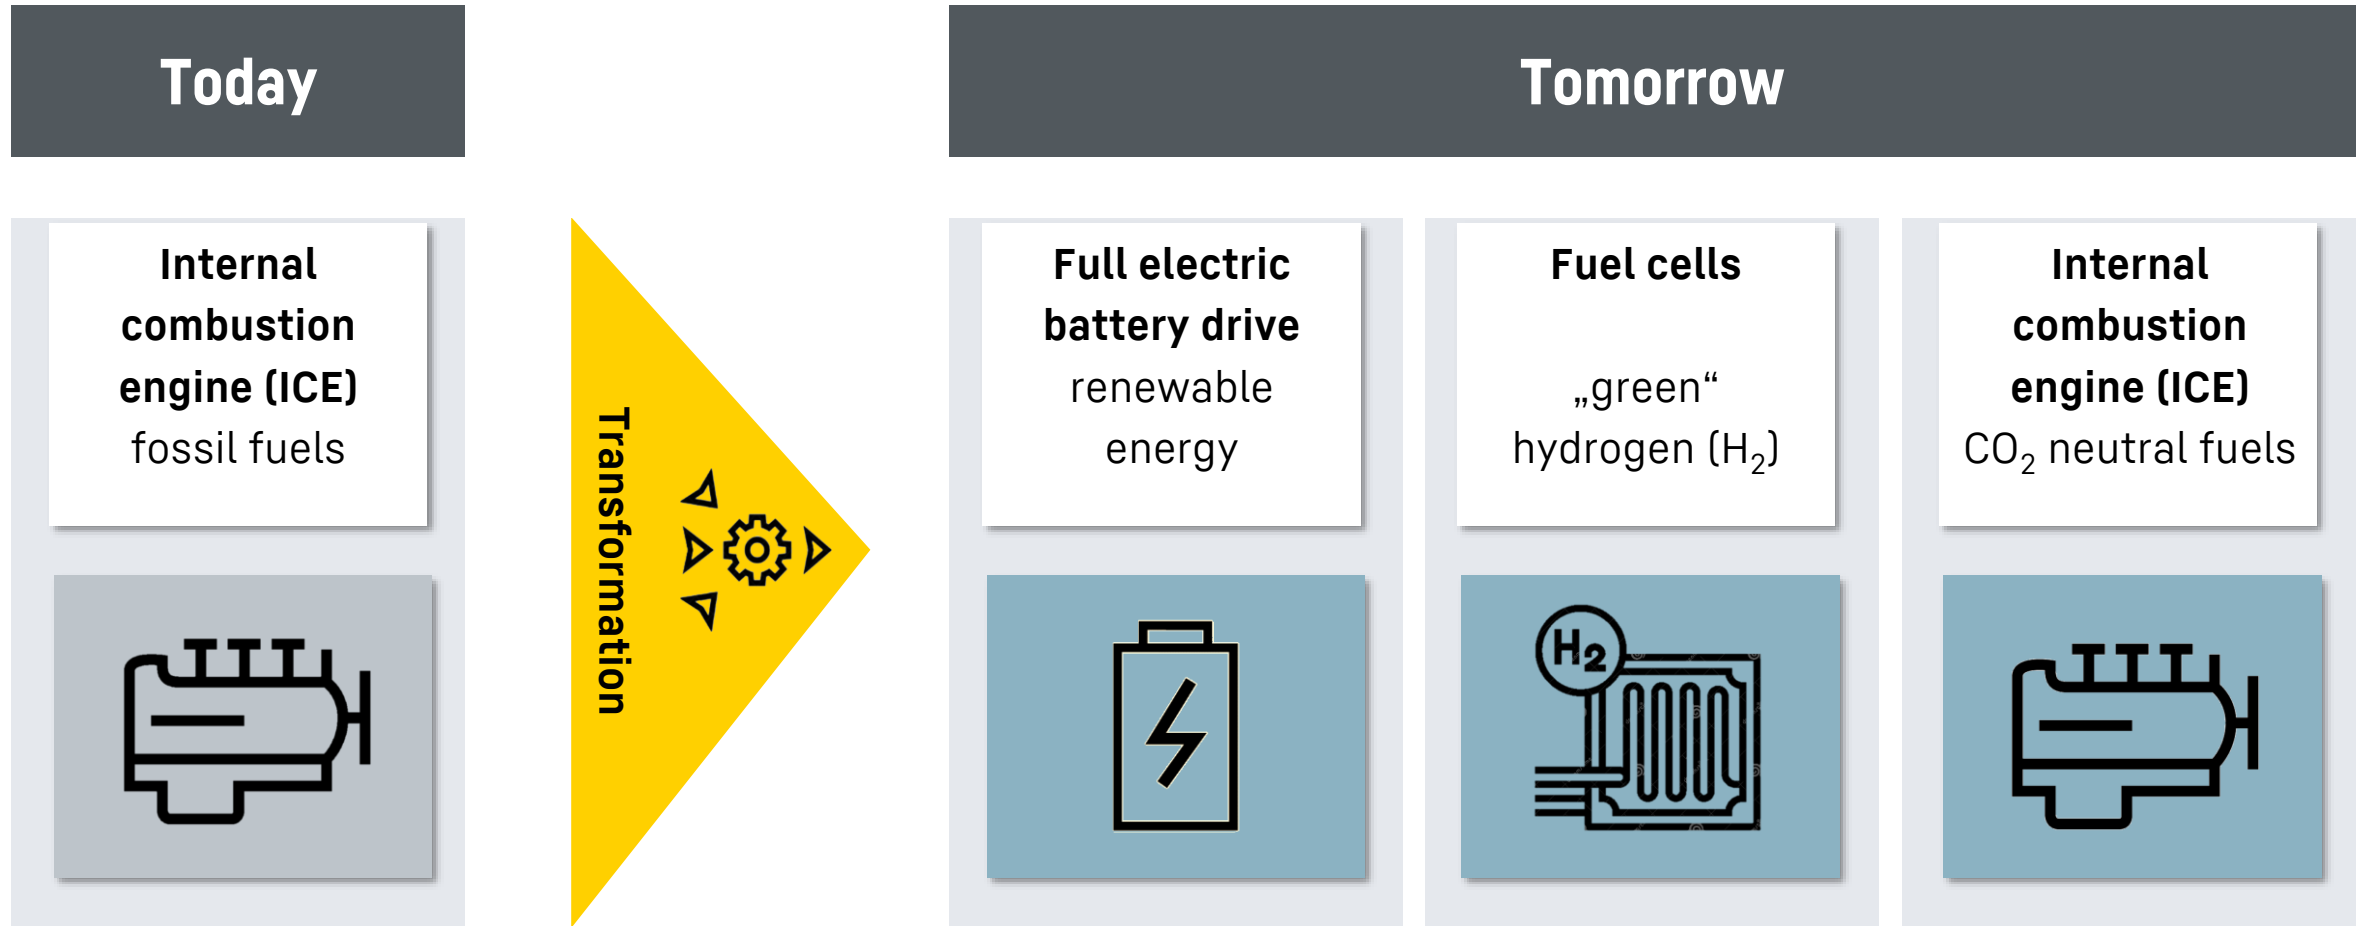 Today
Tomorrow
Internal
combustion
engine (ICE)
fossil fuels
Transformation
Full electric
battery drive
renewable
energy
Fuel cells
„green“
hydrogen (H₂)
Internal
combustion
engine (ICE)
CO₂ neutral fuels
H₂